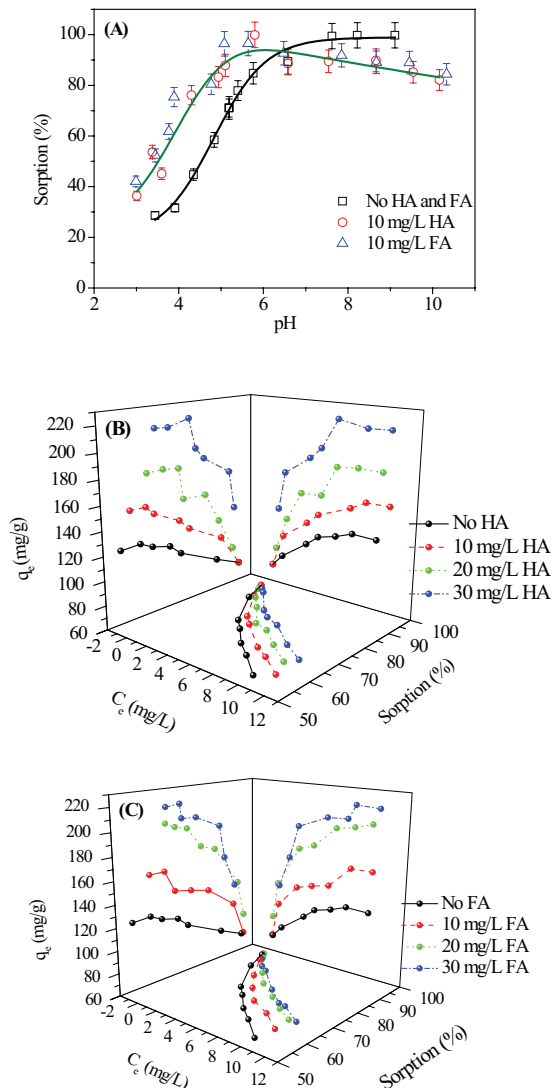 (A)
100
80
60
40
20
0
Sorption (%)
No HA and FA
10 mg/L HA
10 mg/L FA
2 4 6 8 10
pH
(B)
220
200
180
160
140
120
100
80
60
q_e (mg/g)
-2 0 2 4 6 8 10 12
C_e (mg/L)
50 60 70 80 90 100
Sorption (%)
No HA
10 mg/L HA
20 mg/L HA
30 mg/L HA
(C)
220
200
180
160
140
120
100
80
60
q_e (mg/g)
-2 0 2 4 6 8 10 12
C_e (mg/L)
50 60 70 80 90 100
Sorption (%)
No FA
10 mg/L FA
20 mg/L FA
30 mg/L FA